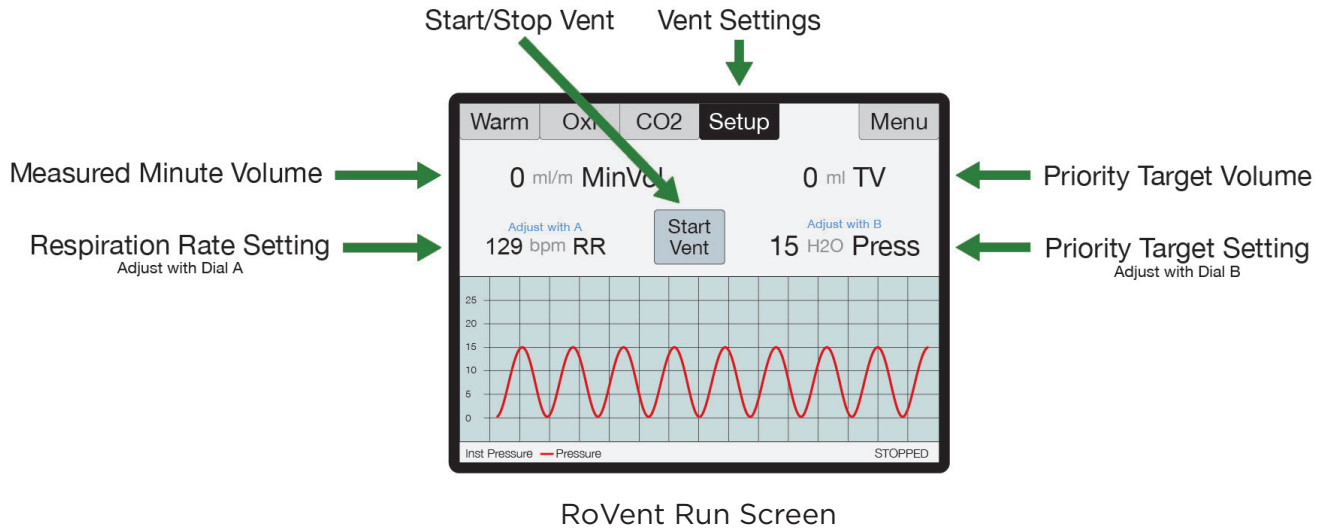 Start/Stop Vent
Vent Settings
Warm
Oxi
CO2
Setup
Menu
Measured Minute Volume
0 ml/m MinVol
0 ml TV
Priority Target Volume
Respiration Rate Setting
Adjust with Dial A
Adjust with A
129 bpm RR
Start
Vent
Adjust with B
15 H2O Press
Priority Target Setting
Adjust with Dial B
25
20
15
10
5
0
Inst Pressure
Pressure
STOPPED
RoVent Run Screen